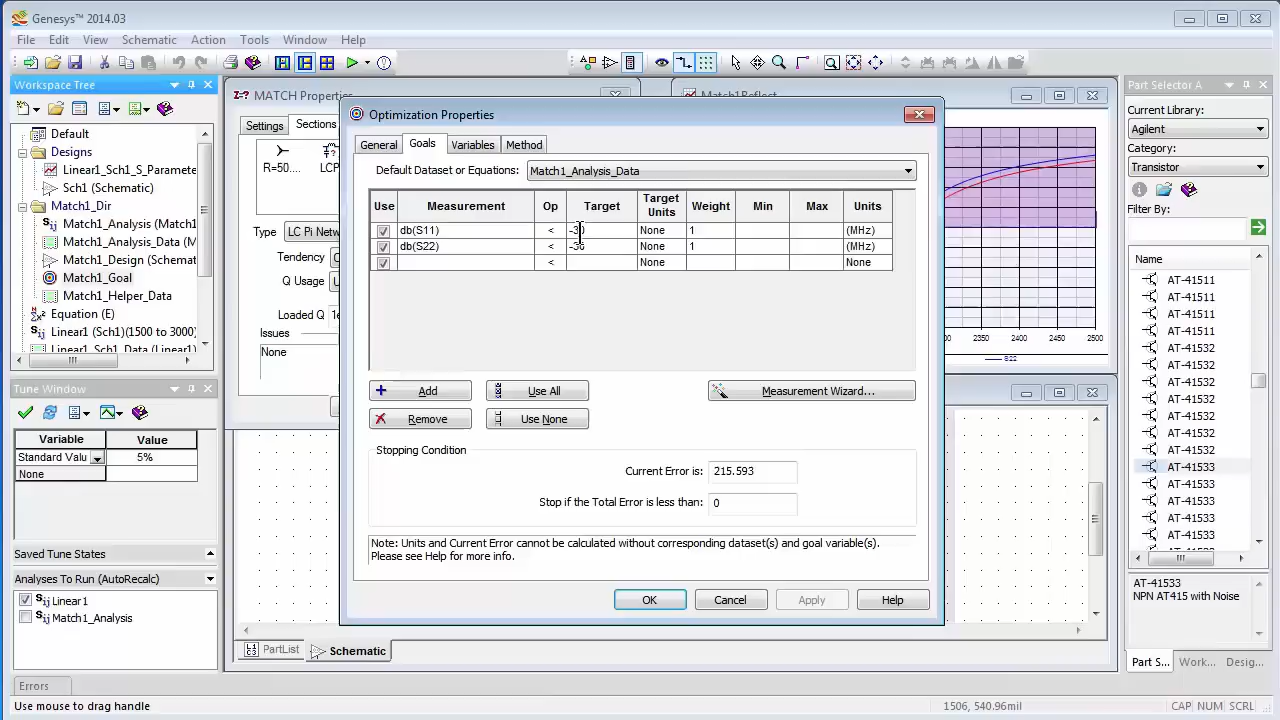 Genesys™ 2014.03
File Edit View Schematic Action Tools Window Help
Workspace Tree
Default
Designs
Linear1_Sch1_S_Paramete
Sch1 (Schematic)
Match1_Dir
Match1_Analysis (Match1
Match1_Analysis_Data (M
Match1_Design (Schemati
Match1_Goal
Match1_Helper_Data
Equation (E)
Linear1 (Sch1)(1500 to 3000)
Linear1_Sch1_Data (Linear1)
Tune Window
Variable Value
Standard Valu 5%
None
Saved Tune States
Analyses To Run (AutoRecalc)
Linear1
Match1_Analysis
Errors
Use mouse to drag handle
MATCH Properties
Settings Sections
R=50.... LCP
Type LC Pi Netw
Tendency
Q Usage
Loaded Q
Issues
None
PartList Schematic
Match1Reflect
2350 2400 2450 2500
S22
Optimization Properties
General Goals Variables Method
Default Dataset or Equations: Match1_Analysis_Data
Use Measurement Op Target Target Units Weight Min Max Units
db(S11) None 1 (MHz)
db(S22) < None 1 (MHz)
< None None
Add Use All Measurement Wizard...
Remove Use None
Stopping Condition
Current Error is: 215.593
Stop if the Total Error is less than: 0
Note: Units and Current Error cannot be calculated without corresponding dataset(s) and goal variable(s).
Please see Help for more info.
OK Cancel Apply Help
Part Selector A
Current Library:
Agilent
Category:
Transistor
Filter By:
Name
AT-41511
AT-41511
AT-41511
AT-41511
AT-41532
AT-41532
AT-41532
AT-41532
AT-41532
AT-41532
AT-41532
AT-41533
AT-41533
AT-41533
AT-41533
AT-41533
AT-41533
NPN AT415 with Noise
Part S... Work... Desig...
1506, 540.96mil CAP NUM SCRL